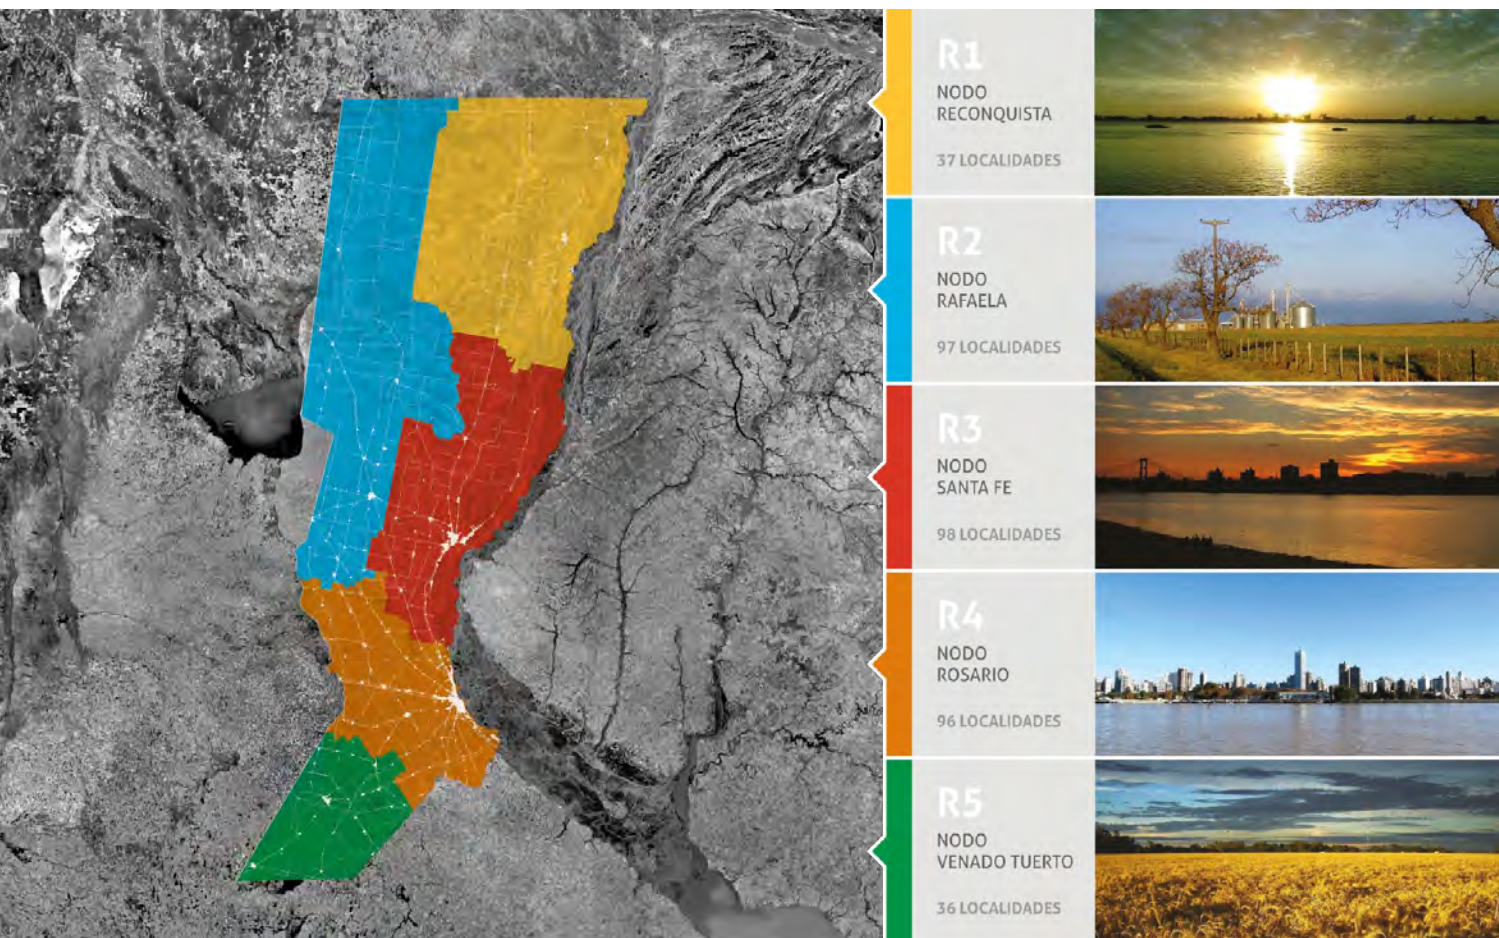 R1
NODO
RECONQUISTA
37 LOCALIDADES
R2
NODO
RAFAELA
97 LOCALIDADES
R3
NODO
SANTA FE
98 LOCALIDADES
R4
NODO
ROSARIO
96 LOCALIDADES
R5
NODO
VENADO TUERTO
36 LOCALIDADES